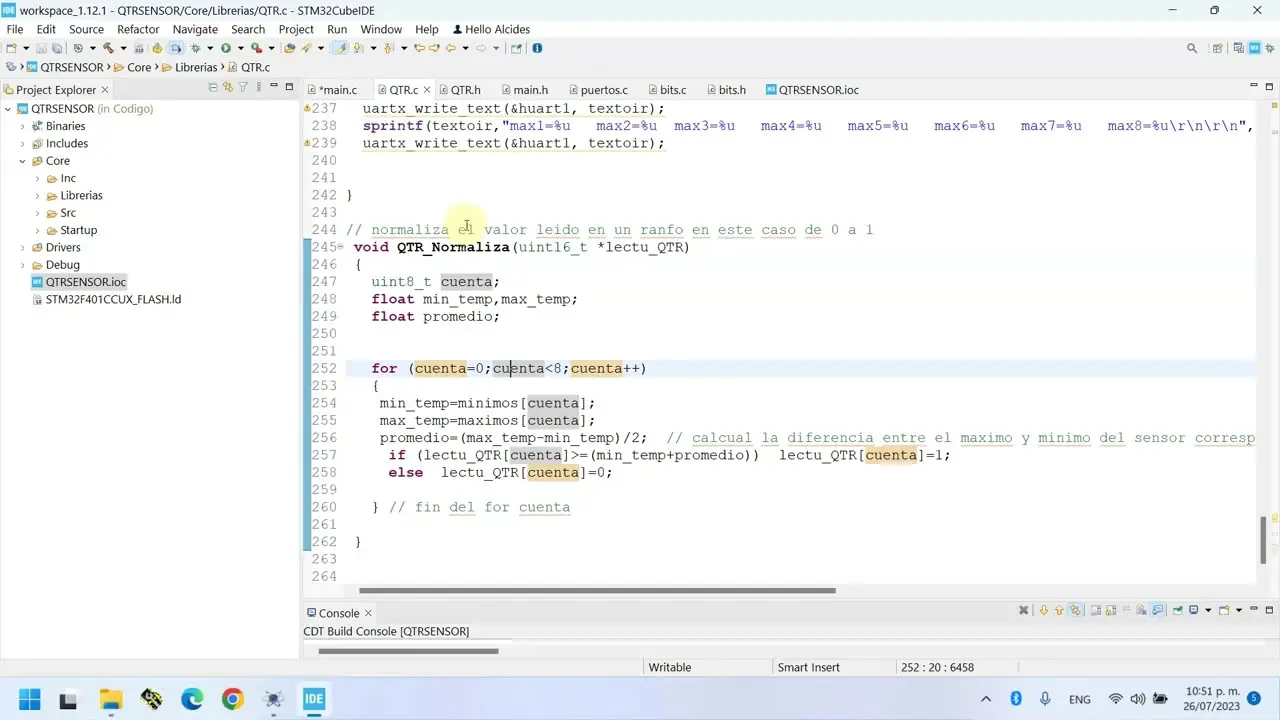 workspace_1.12.1 - QTRSENSOR/Core/Librerias/QTR.c - STM32CubeIDE
File Edit Source Refactor Navigate Search Project Run Window Help Hello Alcides
QTRSENSOR Core Librerias QTR.c
Project Explorer
QTRSENSOR (in Codigo)
Binaries
Includes
Core
Inc
Librerias
Src
Startup
Drivers
Debug
QTRSENSOR.ioc
STM32F401CCUX_FLASH.ld
*main.c QTR.c QTR.h main.h puertos.c bits.c bits.h QTRSENSOR.ioc
237 uartx_write_text(&huart1, textoir);
238 sprintf(textoir,"max1=%u max2=%u max3=%u max4=%u max5=%u max6=%u max7=%u max8=%u\r\n\r\n",
239 uartx_write_text(&huart1, textoir);
240
241
242 }
243
244 // normaliza el valor leido en un ranfo en este caso de 0 a 1
245 void QTR_Normaliza(uint16_t *lectu_QTR)
246 {
247 uint8_t cuenta;
248 float min_temp,max_temp;
249 float promedio;
250
251
252 for (cuenta=0;cuenta<8;cuenta++)
253 {
254 min_temp=minimos[cuenta];
255 max_temp=maximos[cuenta];
256 promedio=(max_temp-min_temp)/2; // calcual la diferencia entre el maximo y minimo del sensor corresp
257 if (lectu_QTR[cuenta]>=(min_temp+promedio)) lectu_QTR[cuenta]=1;
258 else lectu_QTR[cuenta]=0;
259
260 } // fin del for cuenta
261
262 }
263
264
Console
CDT Build Console [QTRSENSOR]
Writable Smart Insert 252 : 20 : 6458
IDE ENG 10:51 p. m.
26/07/2023 5